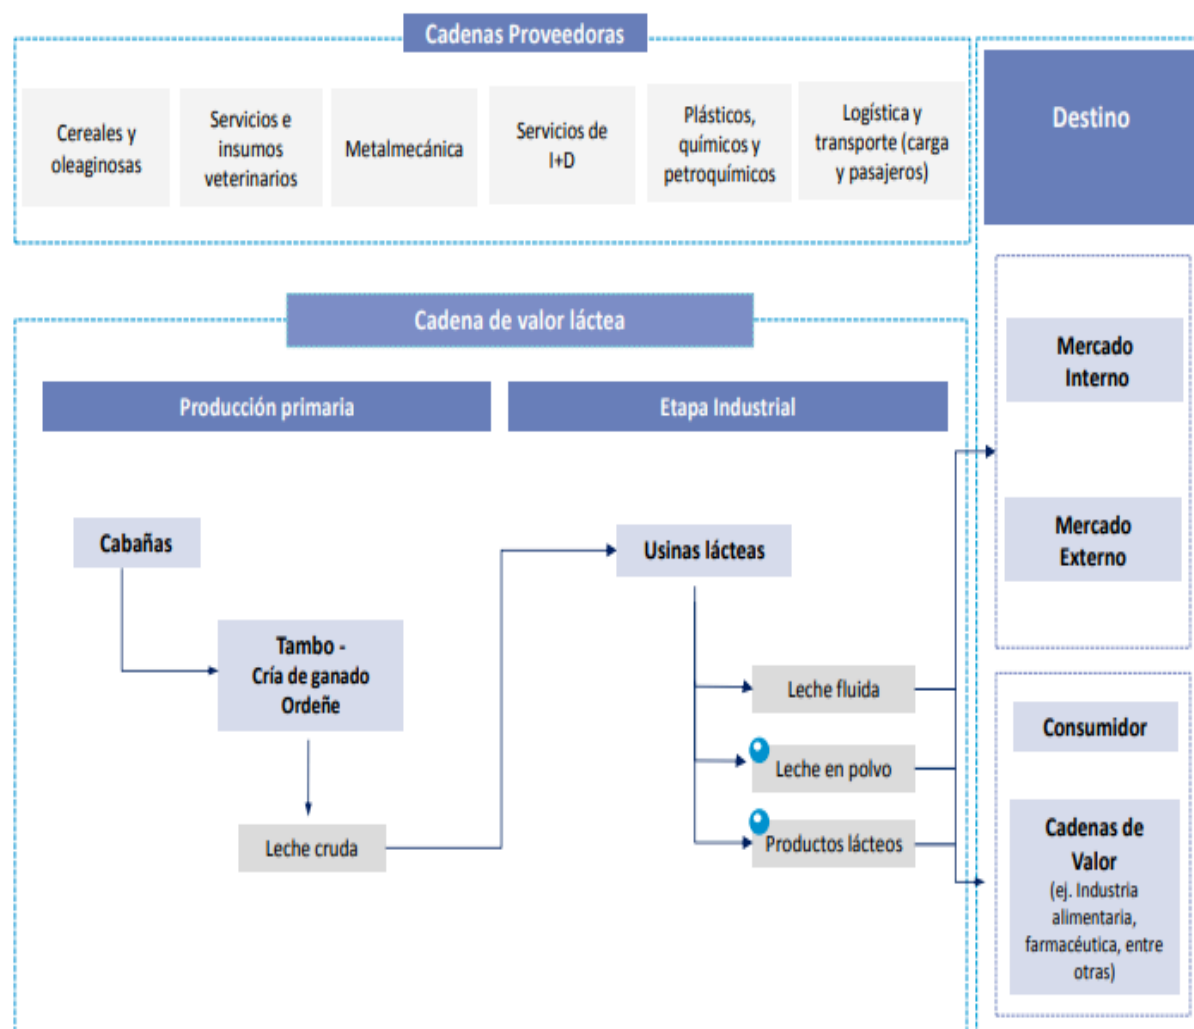 Cadenas Proveedoras
Cereales y
oleaginosas
Servicios e
insumos
veterinarios
Metalmecánica
Servicios de
I+D
Plásticos,
químicos y
petroquímicos
Logística y
transporte (carga
y pasajeros)
Destino
Cadena de valor láctea
Producción primaria
Etapa Industrial
Cabañas
Tambo -
Cría de ganado
Ordeñe
Leche cruda
Usinas lácteas
Leche fluida
Leche en polvo
Productos lácteos
Mercado
Interno
Mercado
Externo
Consumidor
Cadenas de
Valor
(ej. Industria
alimentaria,
farmacéutica, entre
otras)